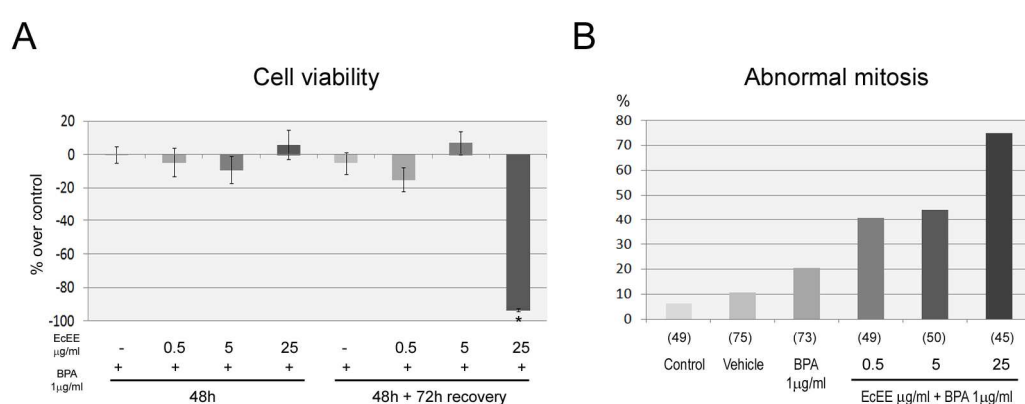 A
B
Cell viability
Abnormal mitosis
% over control
20
0
-20
-40
-60
-80
-100
*
EcEE
µg/ml
- 0.5 5 25 - 0.5 5 25
BPA
1µg/ml
+ + + + + + + +
48h 48h + 72h recovery
%
80
70
60
50
40
30
20
10
0
(49) (75) (73) (49) (50) (45)
Control Vehicle BPA 0.5 5 25
1µg/ml
EcEE µg/ml + BPA 1µg/ml